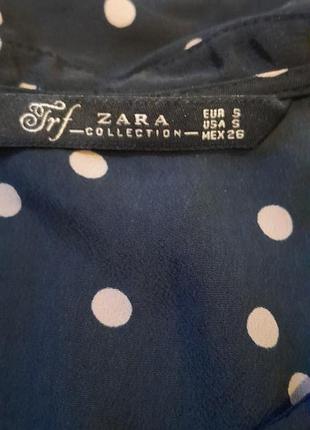 Trf ZARA
COLLECTION
EUR S
USA S
MEX 26